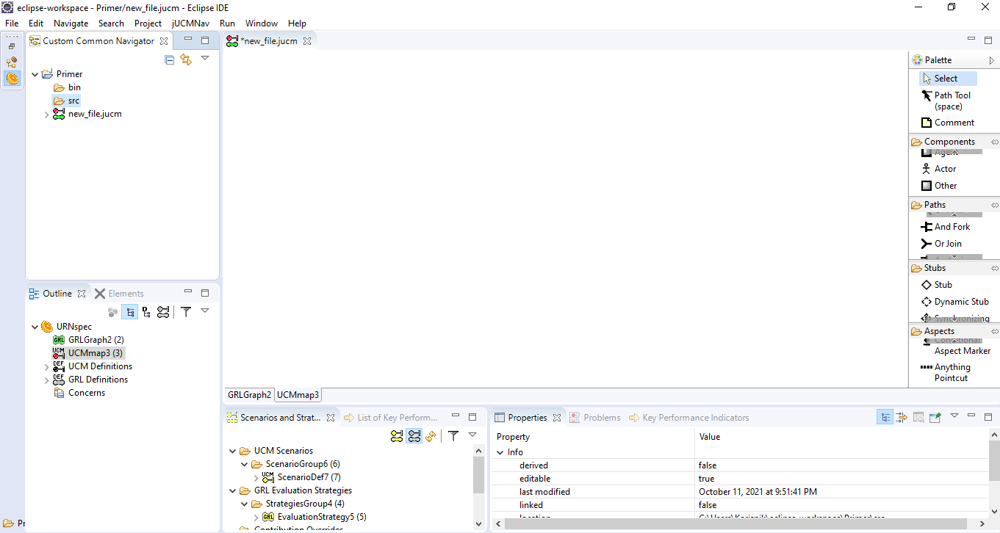 eclipse-workspace - Primer/new_file.jucm - Eclipse IDE
File Edit Navigate Search Project jUCMNav Run Window Help
Custom Common Navigator
Primer
bin
src
new_file.jucm
*new_file.jucm
Palette
Select
Path Tool
(space)
Comment
Components
Agent
Actor
Other
Paths
And Fork
Or Join
Stubs
Stub
Dynamic Stub
Synchronizing
Aspects
Conditional
Aspect Marker
Anything
Pointcut
Outline Elements
URNspec
GRL GRLGraph2 (2)
UCM UCMmap3 (3)
DEF UCM Definitions
DEF GRL Definitions
Concerns
GRLGraph2 UCMmap3
Scenarios and Strat... List of Key Perform...
UCM Scenarios
ScenarioGroup6 (6)
UCM ScenarioDef7 (7)
GRL Evaluation Strategies
StrategiesGroup4 (4)
GRL EvaluationStrategy5 (5)
Contribution Overrides
Properties Problems Key Performance Indicators
Property Value
Info
derived false
editable true
last modified October 11, 2021 at 9:51:41 PM
linked false
location
Pr